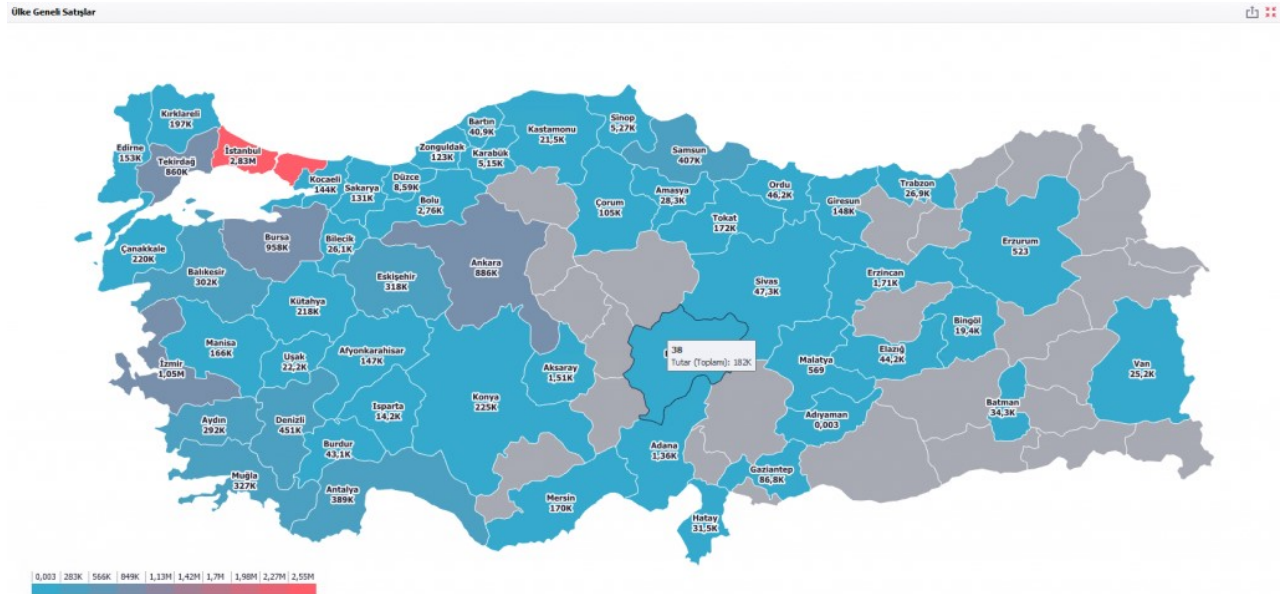 Ülke Geneli Satışlar
Kırklareli
197K
Edirne
153K
Tekirdağ
860K
İstanbul
2,83M
Kocaeli
144K
Sakarya
131K
Düzce
8,59K
Bolu
2,76K
Zonguldak
123K
Bartın
40,9K
Karabük
5,15K
Kastamonu
21,5K
Sinop
5,27K
Samsun
407K
Çorum
105K
Amasya
28,3K
Tokat
172K
Ordu
46,2K
Giresun
148K
Trabzon
26,9K
Erzurum
523
Erzincan
1,71K
Çanakkale
220K
Balıkesir
302K
Bursa
958K
Bilecik
26,1K
Eskişehir
318K
Ankara
886K
Sivas
47,3K
Kütahya
218K
Manisa
166K
Uşak
22,2K
Afyonkarahisar
147K
İzmir
1,05M
Aydın
292K
Denizli
451K
Isparta
14,2K
Burdur
43,1K
Konya
225K
Aksaray
1,51K
38
Tutar (Toplam): 182K
Malatya
569
Elazığ
44,2K
Bingöl
19,4K
Van
25,2K
Batman
34,3K
Adıyaman
0,003
Muğla
327K
Antalya
389K
Mersin
170K
Adana
1,36K
Gaziantep
86,8K
Hatay
31,5K
0,003 283K 566K 849K 1,13M 1,42M 1,7M 1,98M 2,27M 2,55M